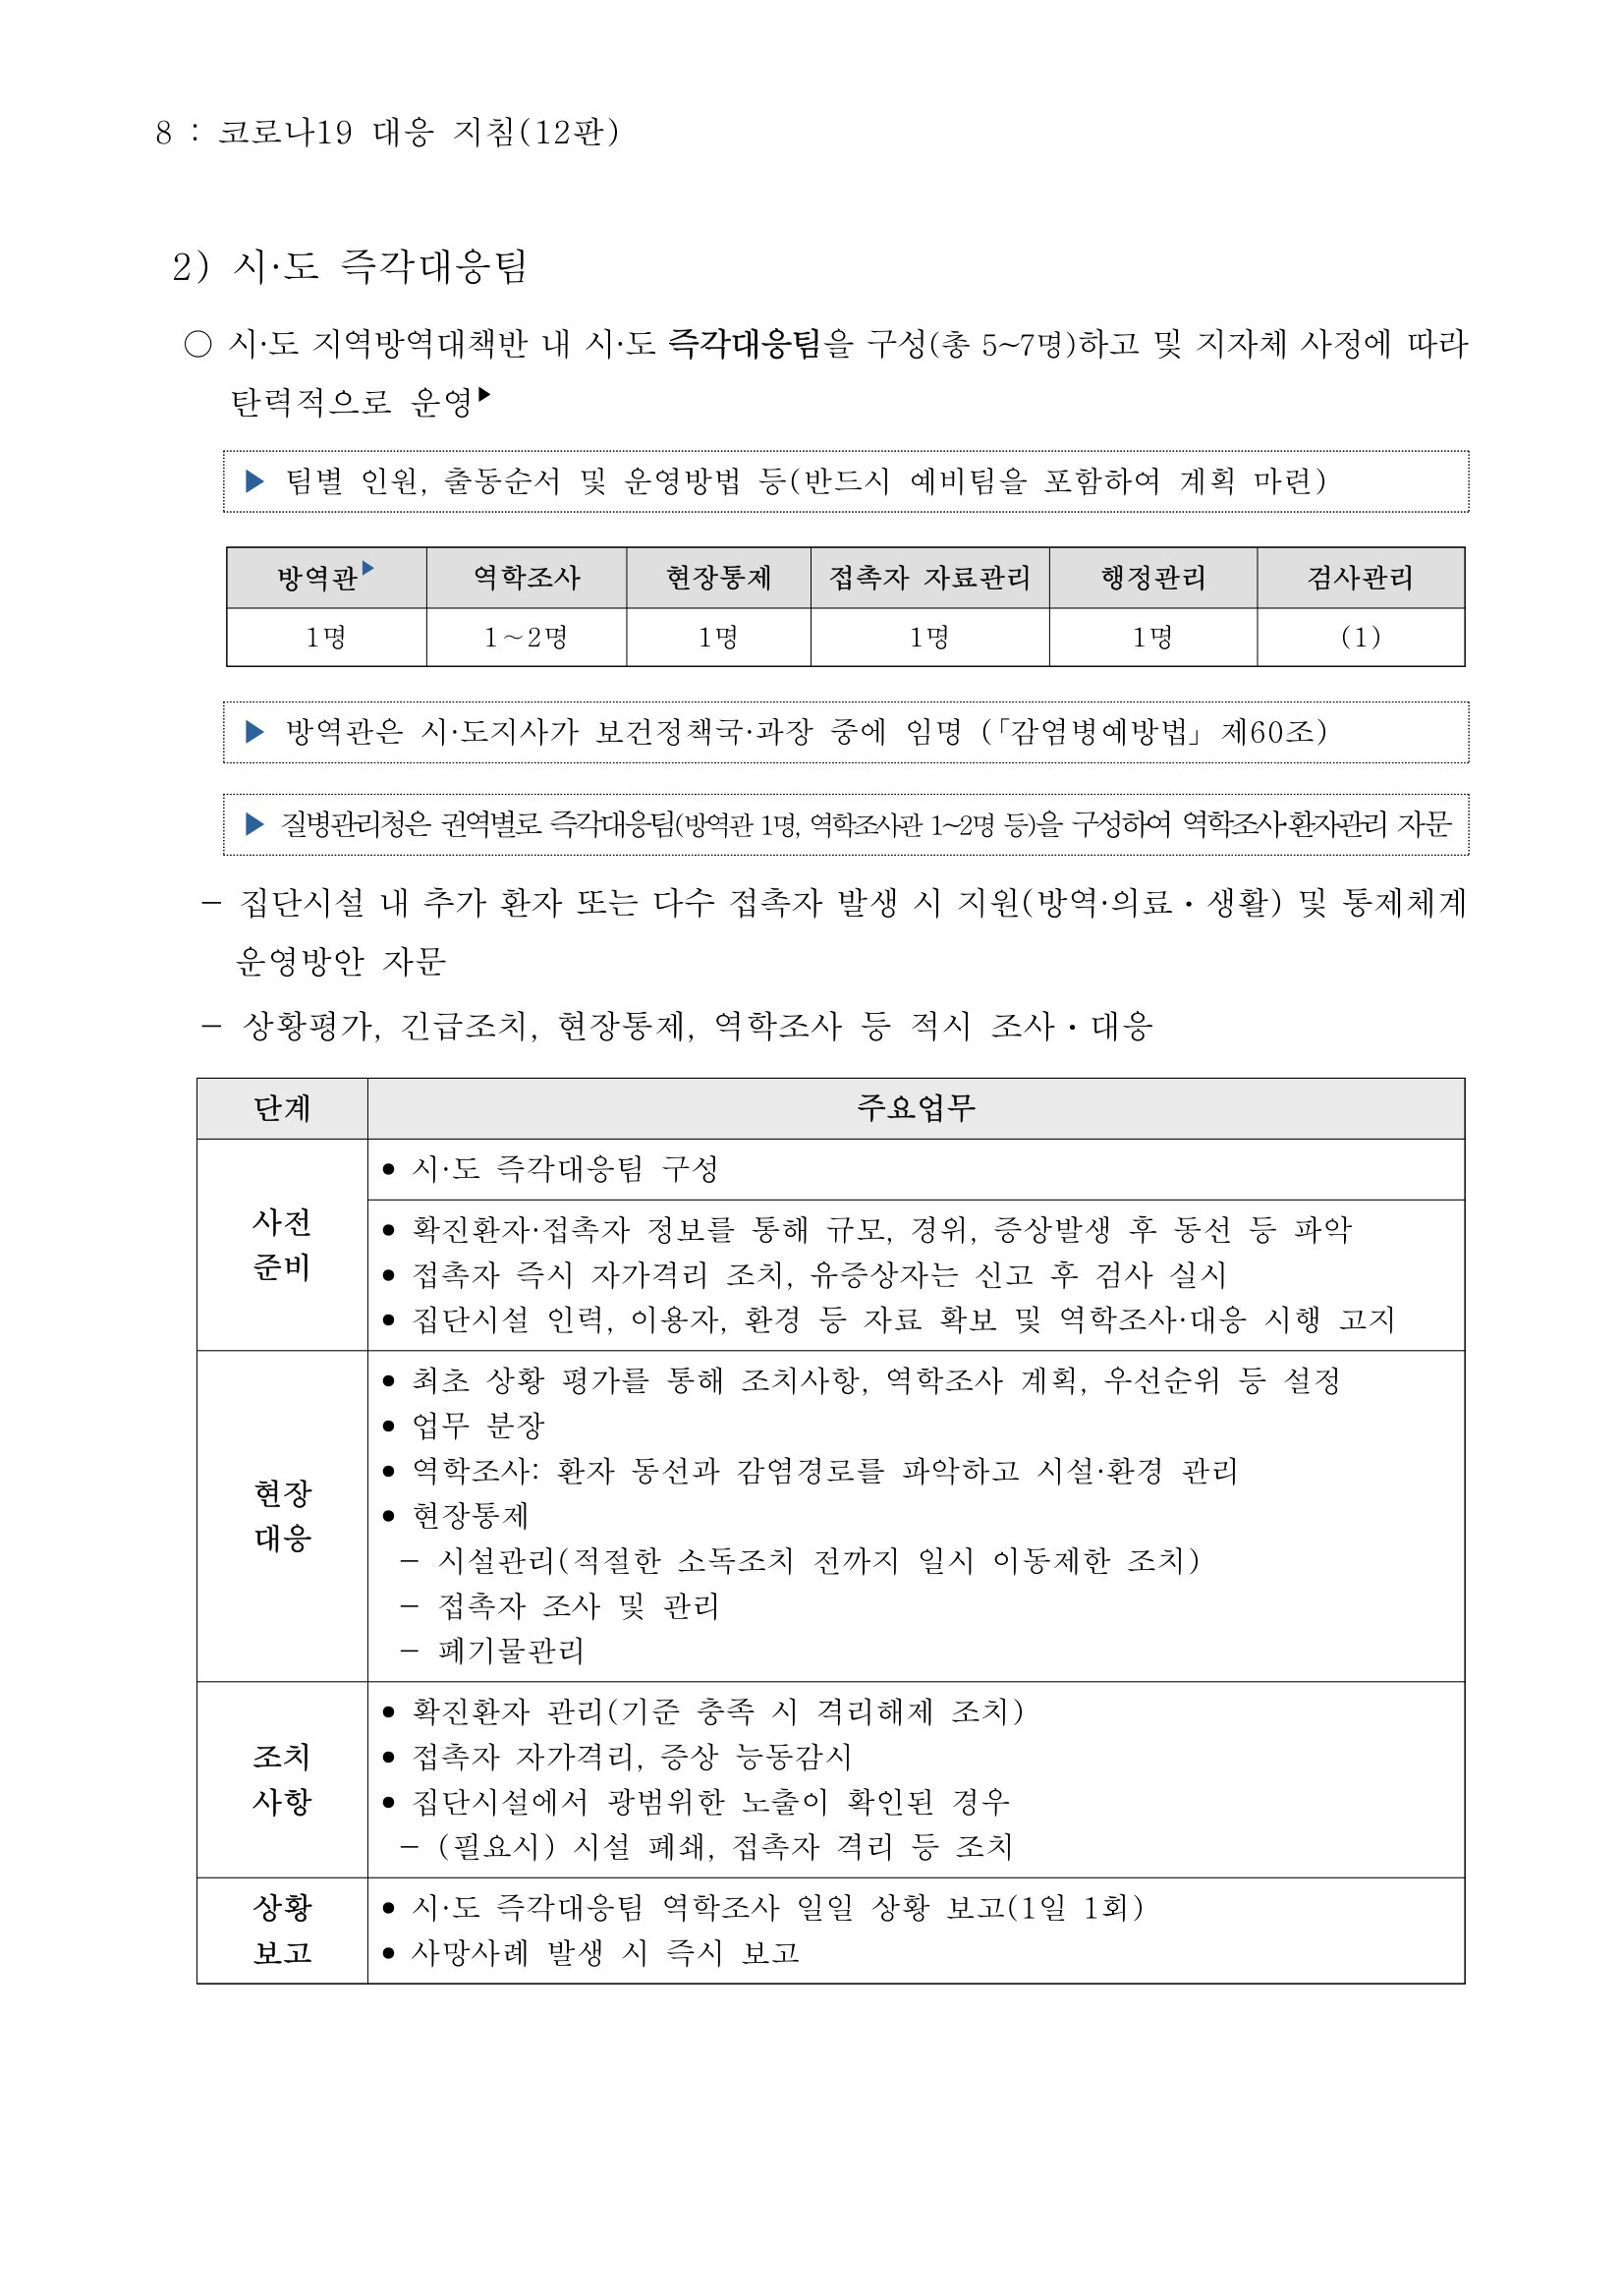 8 : 코로나19 대응 지침(12판)
2) 시·도 즉각대응팀
○ 시·도 지역방역대책반 내 시·도 즉각대응팀을 구성(총 5~7명)하고 및 지자체 사정에 따라
탄력적으로 운영▶
▶ 팀별 인원, 출동순서 및 운영방법 등(반드시 예비팀을 포함하여 계획 마련)
방역관▶ 역학조사 현장통제 접촉자 자료관리 행정관리 검사관리
1명 1~2명 1명 1명 1명 (1)
▶ 방역관은 시·도지사가 보건정책국·과장 중에 임명 (「감염병예방법」 제60조)
▶ 질병관리청은 권역별로 즉각대응팀(방역관 1명, 역학조사관 1~2명 등)을 구성하여 역학조사·환자관리 자문
- 집단시설 내 추가 환자 또는 다수 접촉자 발생 시 지원(방역·의료·생활) 및 통제체계
운영방안 자문
- 상황평가, 긴급조치, 현장통제, 역학조사 등 적시 조사·대응
단계 주요업무
사전
준비
• 시·도 즉각대응팀 구성
• 확진환자·접촉자 정보를 통해 규모, 경위, 증상발생 후 동선 등 파악
• 접촉자 즉시 자가격리 조치, 유증상자는 신고 후 검사 실시
• 집단시설 인력, 이용자, 환경 등 자료 확보 및 역학조사·대응 시행 고지
현장
대응
• 최초 상황 평가를 통해 조치사항, 역학조사 계획, 우선순위 등 설정
• 업무 분장
• 역학조사: 환자 동선과 감염경로를 파악하고 시설·환경 관리
• 현장통제
- 시설관리(적절한 소독조치 전까지 일시 이동제한 조치)
- 접촉자 조사 및 관리
- 폐기물관리
조치
사항
• 확진환자 관리(기준 충족 시 격리해제 조치)
• 접촉자 자가격리, 증상 능동감시
• 집단시설에서 광범위한 노출이 확인된 경우
- (필요시) 시설 폐쇄, 접촉자 격리 등 조치
상황
보고
• 시·도 즉각대응팀 역학조사 일일 상황 보고(1일 1회)
• 사망사례 발생 시 즉시 보고